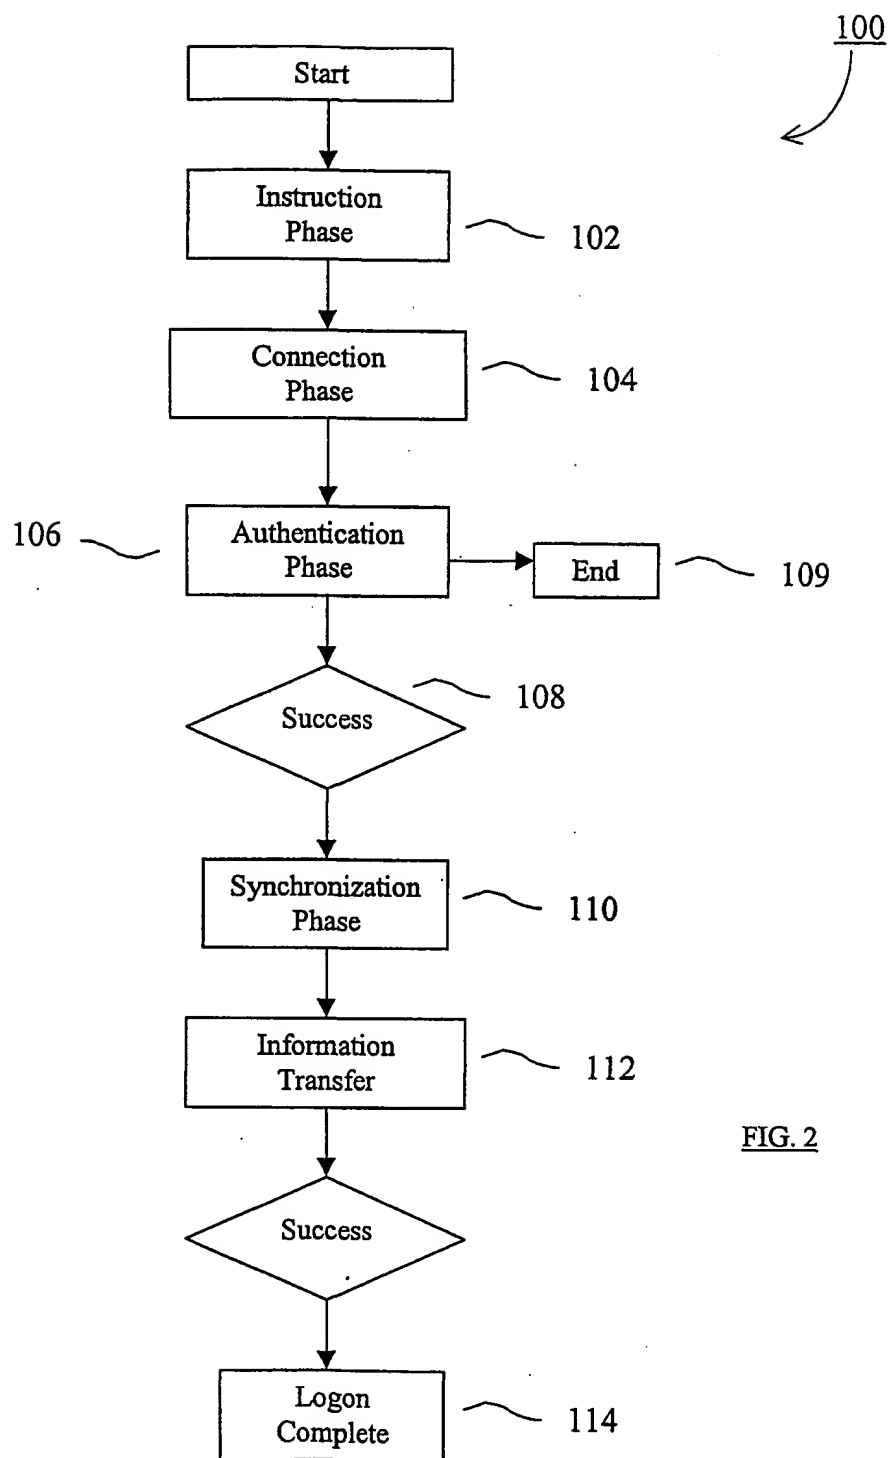 100
Start
Instruction
Phase
102
Connection
Phase
104
106
Authentication
Phase
End
109
Success
108
Synchronization
Phase
110
Information
Transfer
112
FIG. 2
Success
Logon
Complete
114